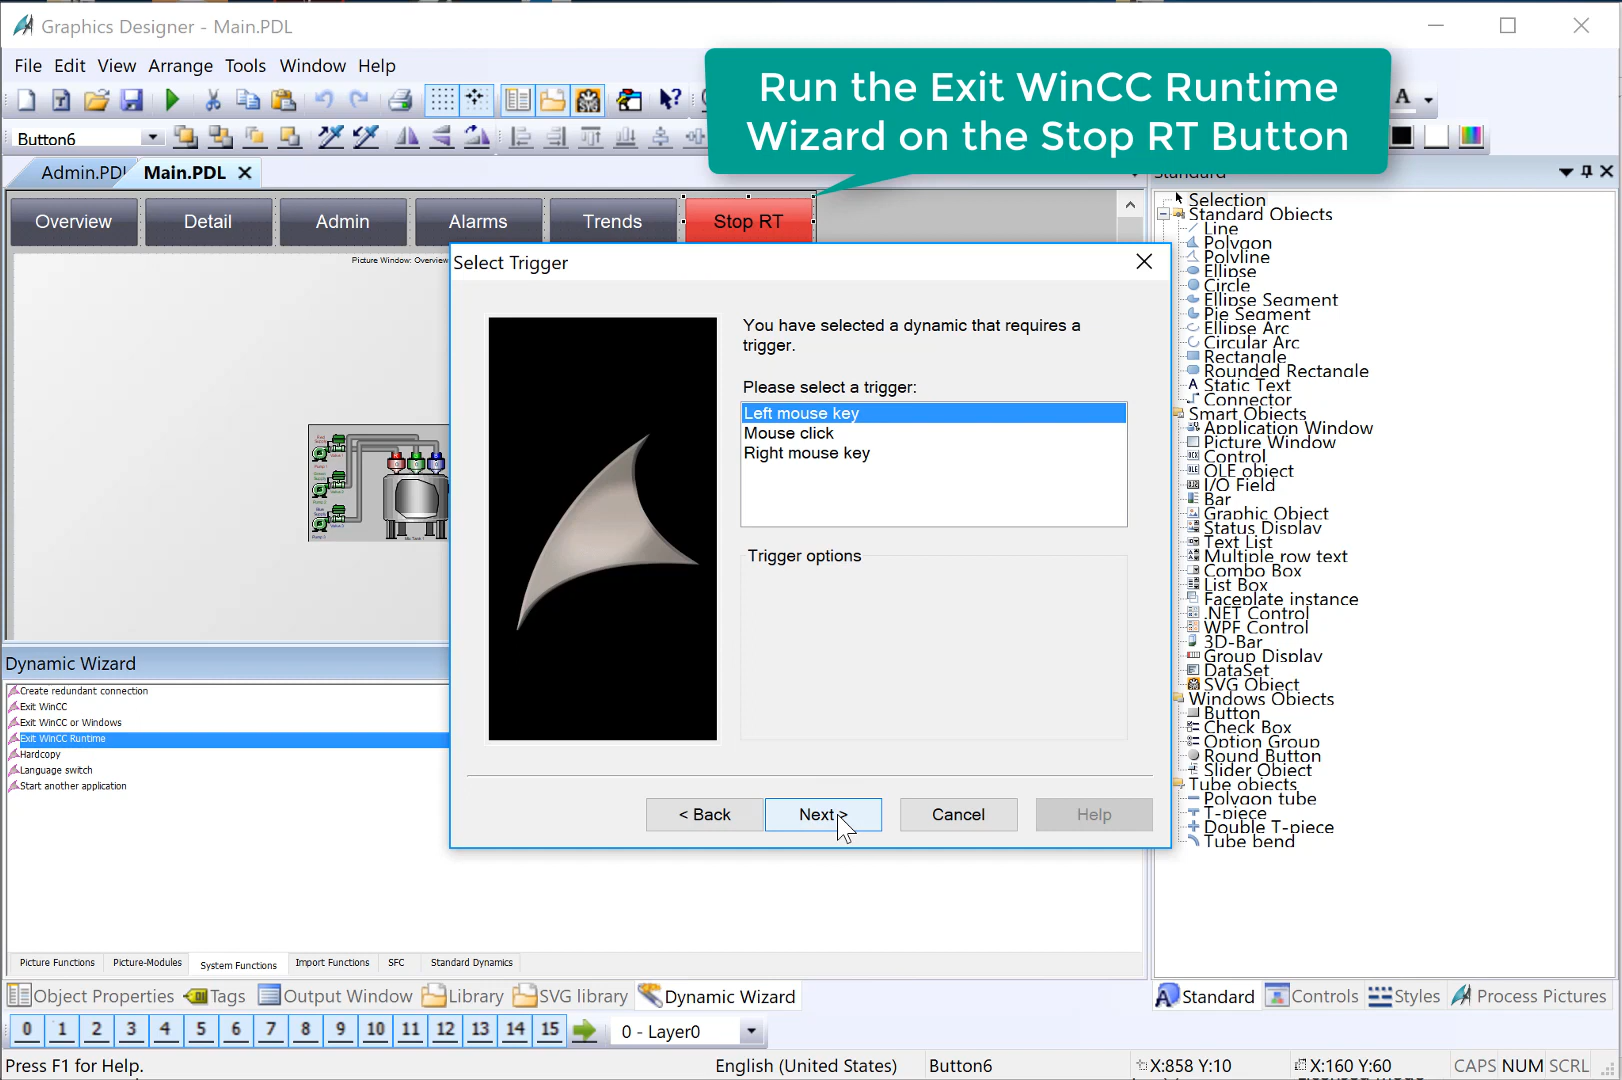 Graphics Designer - Main.PDL
File Edit View Arrange Tools Window Help
Run the Exit WinCC Runtime
Wizard on the Stop RT Button
Button6
Admin.PDL
Main.PDL
Standard
Overview
Detail
Admin
Alarms
Trends
Stop RT
Picture Window: Overview
Select Trigger
You have selected a dynamic that requires a
trigger.
Please select a trigger:
Left mouse key
Mouse click
Right mouse key
Trigger options
< Back
Next >
Cancel
Help
Selection
Standard Objects
Line
Polygon
Polyline
Ellipse
Circle
Ellipse Segment
Pie Segment
Ellipse Arc
Circular Arc
Rectangle
Rounded Rectangle
Static Text
Connector
Smart Objects
Application Window
Picture Window
Control
OLE object
I/O Field
Bar
Graphic Object
Status Display
Text List
Multiple row text
Combo Box
List Box
Faceplate instance
.NET Control
WPF Control
3D-Bar
Group Display
DataSet
SVG Object
Windows Objects
Button
Check Box
Option Group
Round Button
Slider Object
Tube objects
Polygon tube
T-piece
Double T-piece
Tube bend
Dynamic Wizard
Create redundant connection
Exit WinCC
Exit WinCC or Windows
Exit WinCC Runtime
Hardcopy
Language switch
Start another application
Picture Functions
Picture-Modules
System Functions
Import Functions
SFC
Standard Dynamics
Object Properties
Tags
Output Window
Library
SVG library
Dynamic Wizard
Standard
Controls
Styles
Process Pictures
0 1 2 3 4 5 6 7 8 9 10 11 12 13 14 15
0 - Layer0
Press F1 for Help.
English (United States)
Button6
X:858 Y:10
X:160 Y:60
CAPS NUM SCRL